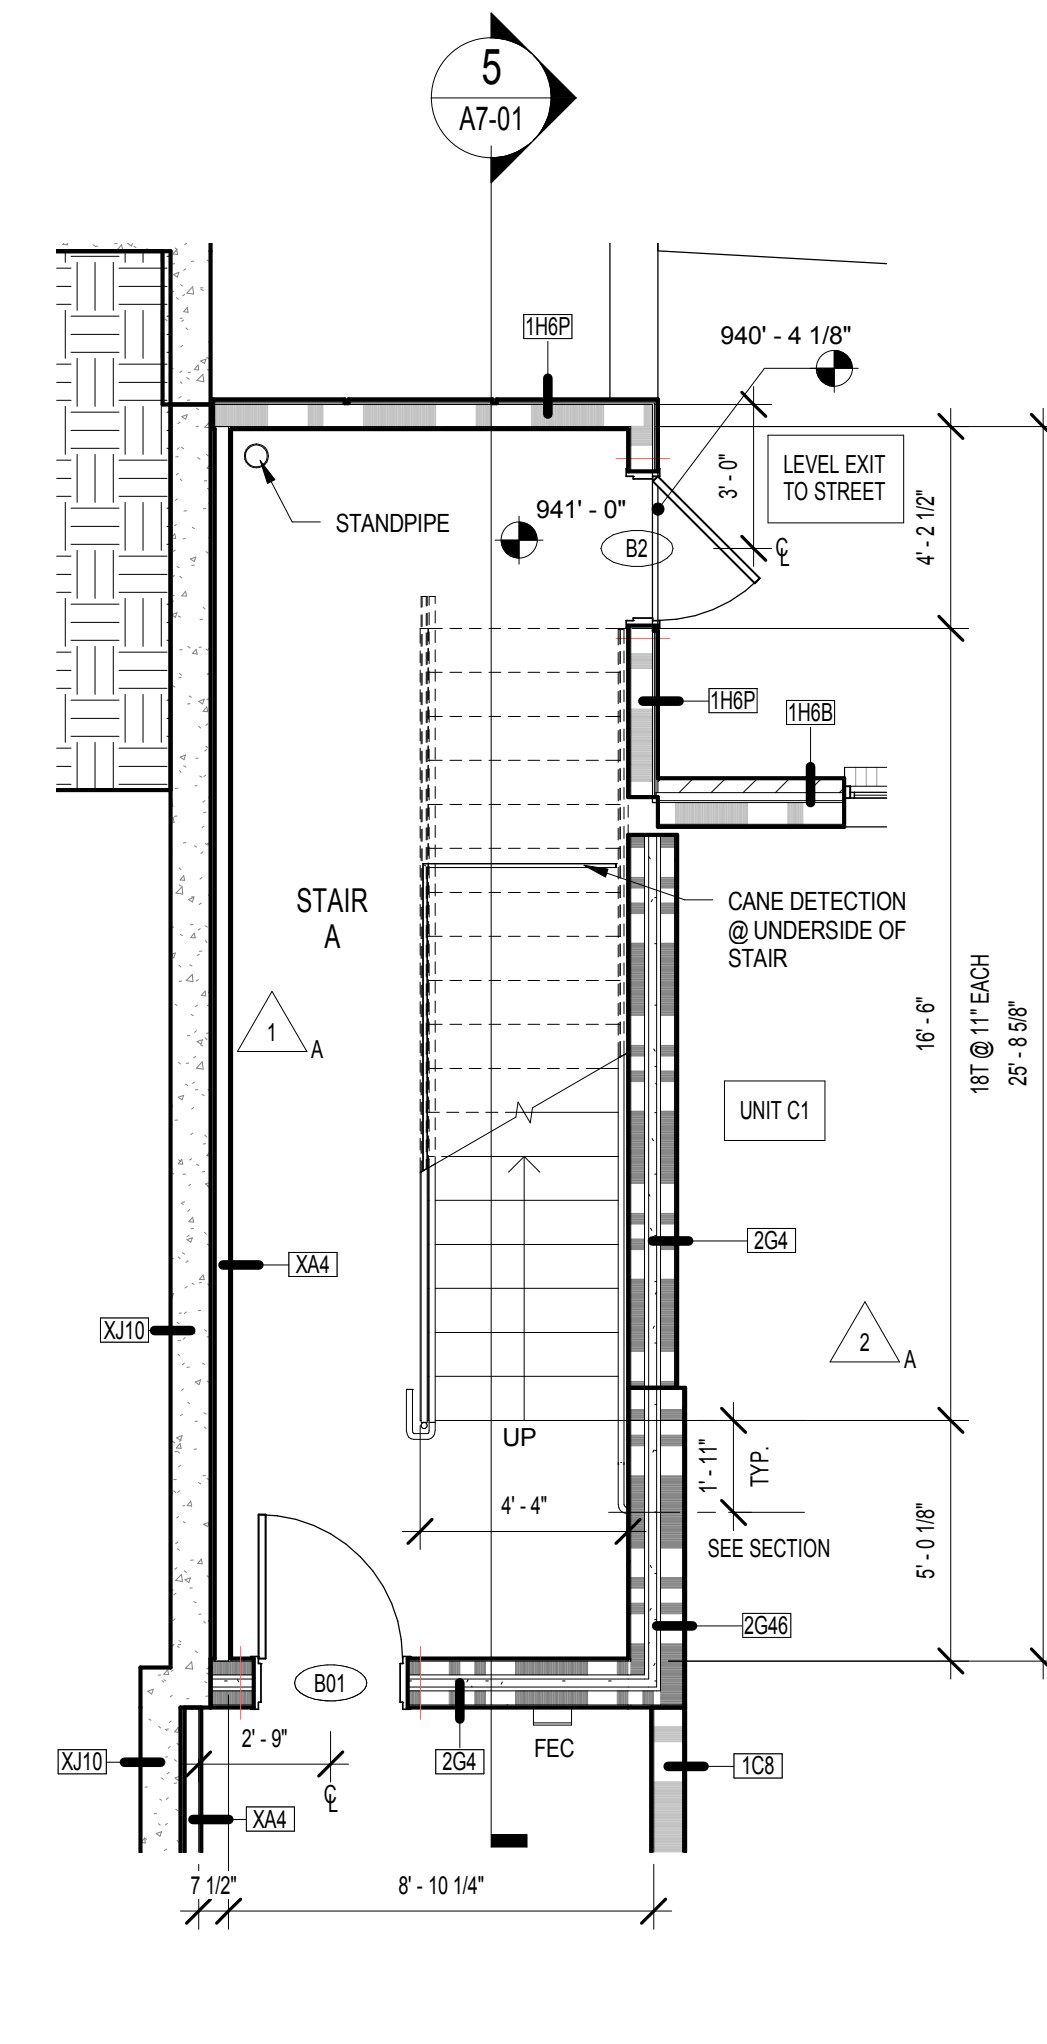 5
A7-01
1H6P
940' - 4 1/8"
LEVEL EXIT
TO STREET
3' - 0"
4' - 2 1/2"
STANDPIPE
941' - 0"
B2
CL
1H6P
1H6B
STAIR
A
CANE DETECTION
@ UNDERSIDE OF
STAIR
1
A
16' - 6"
18T @ 11" EACH
25' - 8 5/8"
UNIT C1
2G4
XA4
XJ10
2
A
UP
1' - 11"
TYP.
4' - 4"
SEE SECTION
5' - 0 1/8"
2G46
B01
2' - 9"
CL
XJ10
2G4
FEC
1C8
XA4
7 1/2"
8' - 10 1/4"